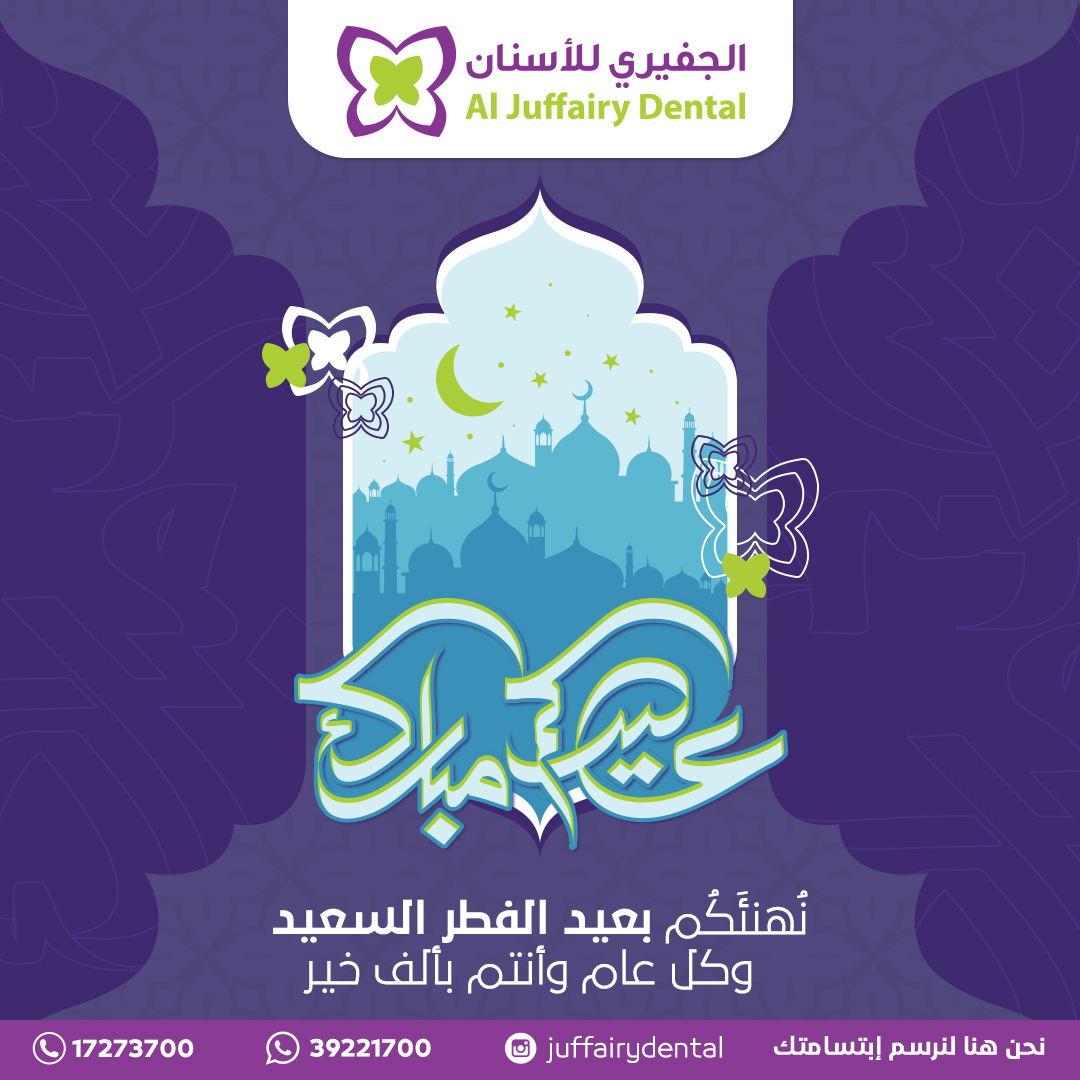 الجفيري للأسنان
Al Juffairy Dental
عيدكم مبارك
نُهنئَكُم بعيد الفطر السعيد
وكل عام وأنتم بألف خير
17273700 39221700 juffairydental نحن هنا لنرسم إبتسامتك